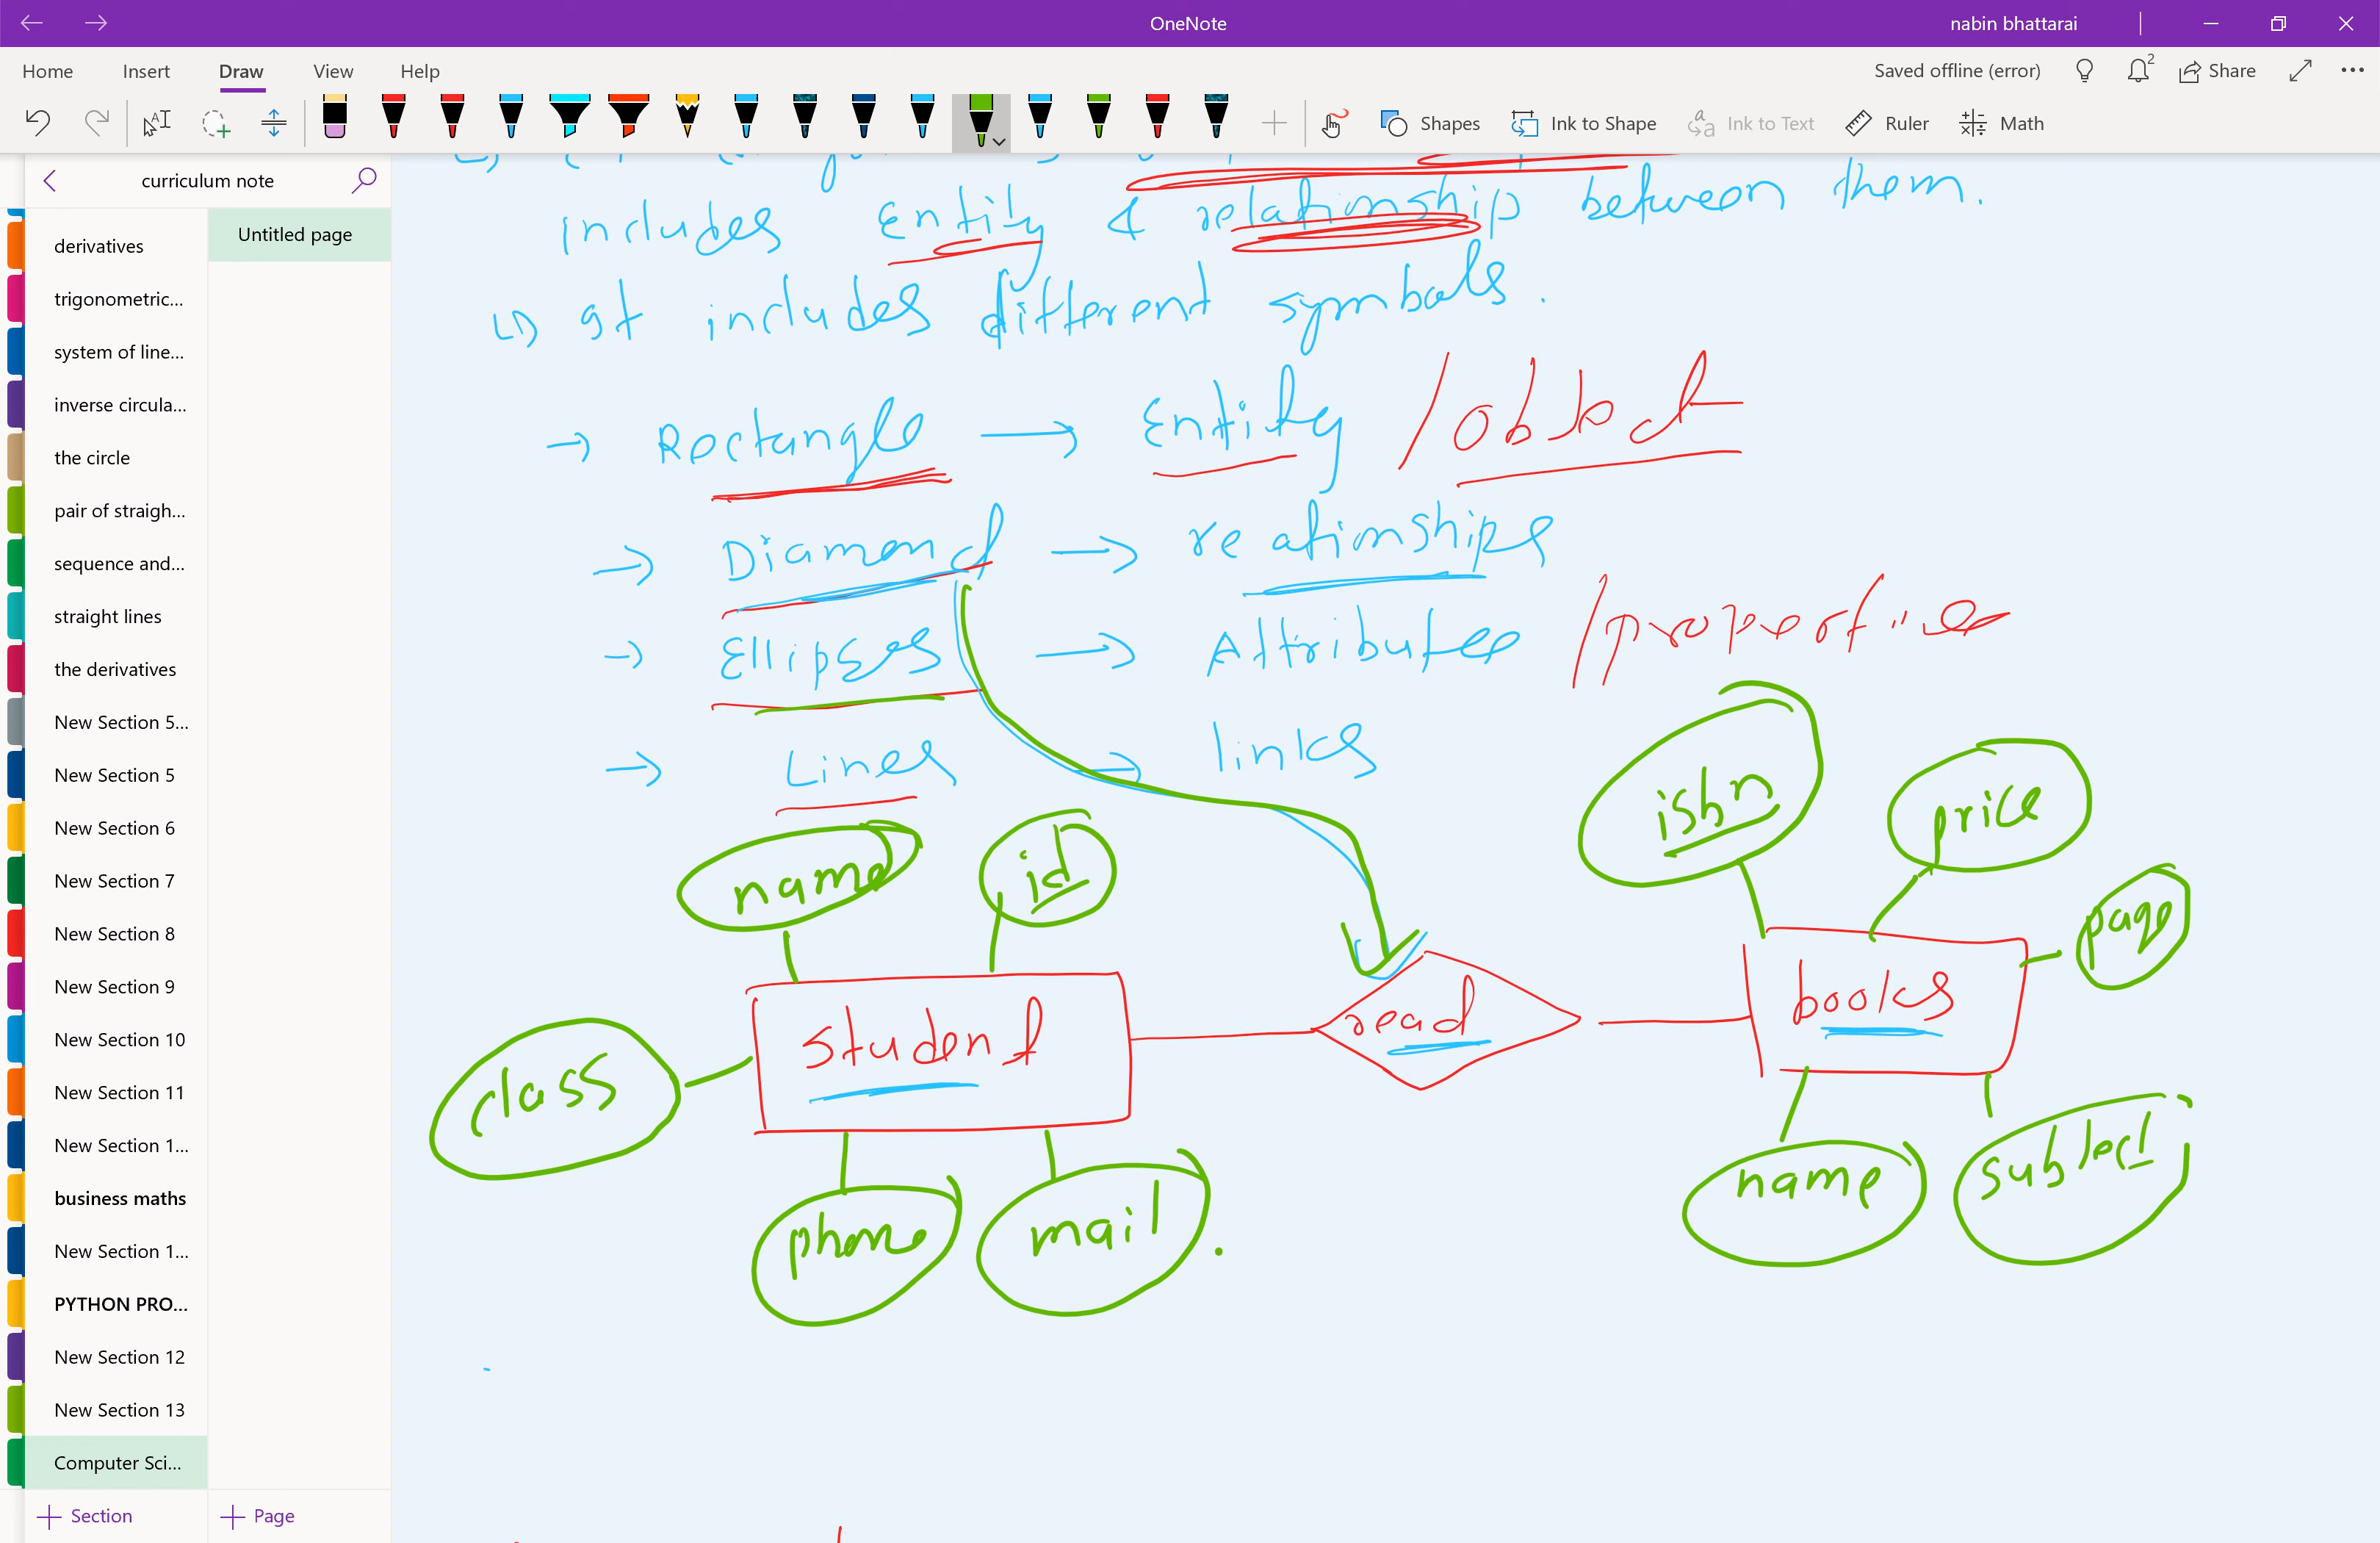 OneNote
nabin bhattarai
Home Insert Draw View Help
Saved offline (error)
2
Share
Shapes
Ink to Shape
Ink to Text
Ruler
Math
curriculum note
Untitled page
derivatives
trigonometric...
system of line...
inverse circula...
the circle
pair of straigh...
sequence and...
straight lines
the derivatives
New Section 5...
New Section 5
New Section 6
New Section 7
New Section 8
New Section 9
New Section 10
New Section 11
New Section 1...
business maths
New Section 1...
PYTHON PRO...
New Section 12
New Section 13
Computer Sci...
+ Section
+ Page
includes Entity & relationship between them.
↳ It includes different symbols.
→ Rectangle → Entity / object
→ Diamond → relationships
→ Ellipses → Attributes / properties
→ Lines → links
name id
isbn price
page
student read books
class
phone mail.
name subject